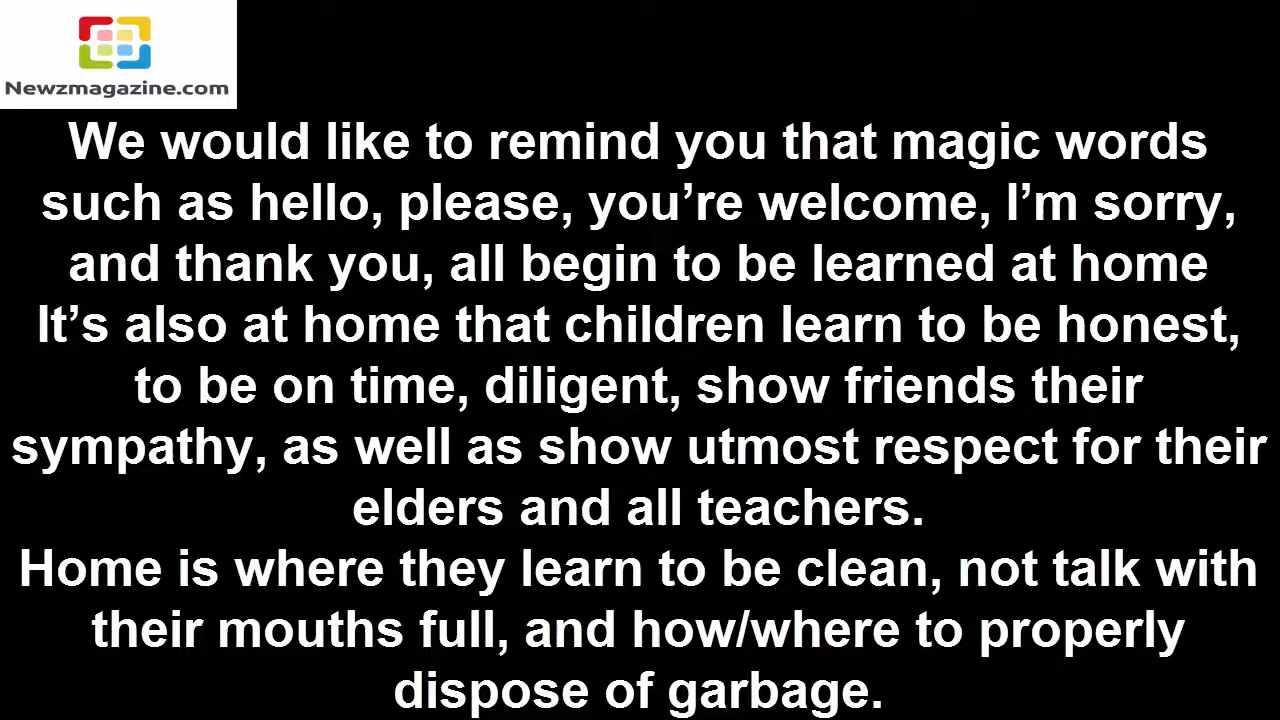 Newzmagazine.com
We would like to remind you that magic words
such as hello, please, you’re welcome, I’m sorry,
and thank you, all begin to be learned at home
It’s also at home that children learn to be honest,
to be on time, diligent, show friends their
sympathy, as well as show utmost respect for their
elders and all teachers.
Home is where they learn to be clean, not talk with
their mouths full, and how/where to properly
dispose of garbage.